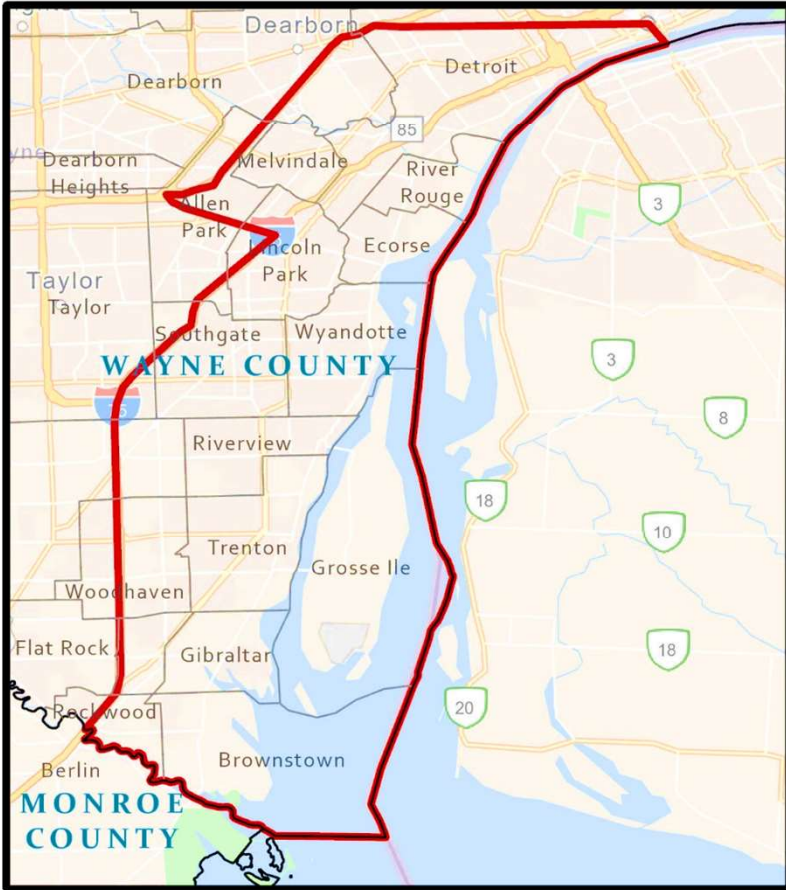 Dearborn
Detroit
Dearborn
85
Melvindale
Dearborn
Heights
River
Rouge
Allen
Park
3
Lincoln
Park
Ecorse
Taylor
Taylor
Southgate
Wyandotte
WAYNE COUNTY
3
75
8
Riverview
18
10
Trenton
Grosse Ile
Woodhaven
Flat Rock
Gibraltar
18
20
Rockwood
Brownstown
Berlin
MONROE
COUNTY